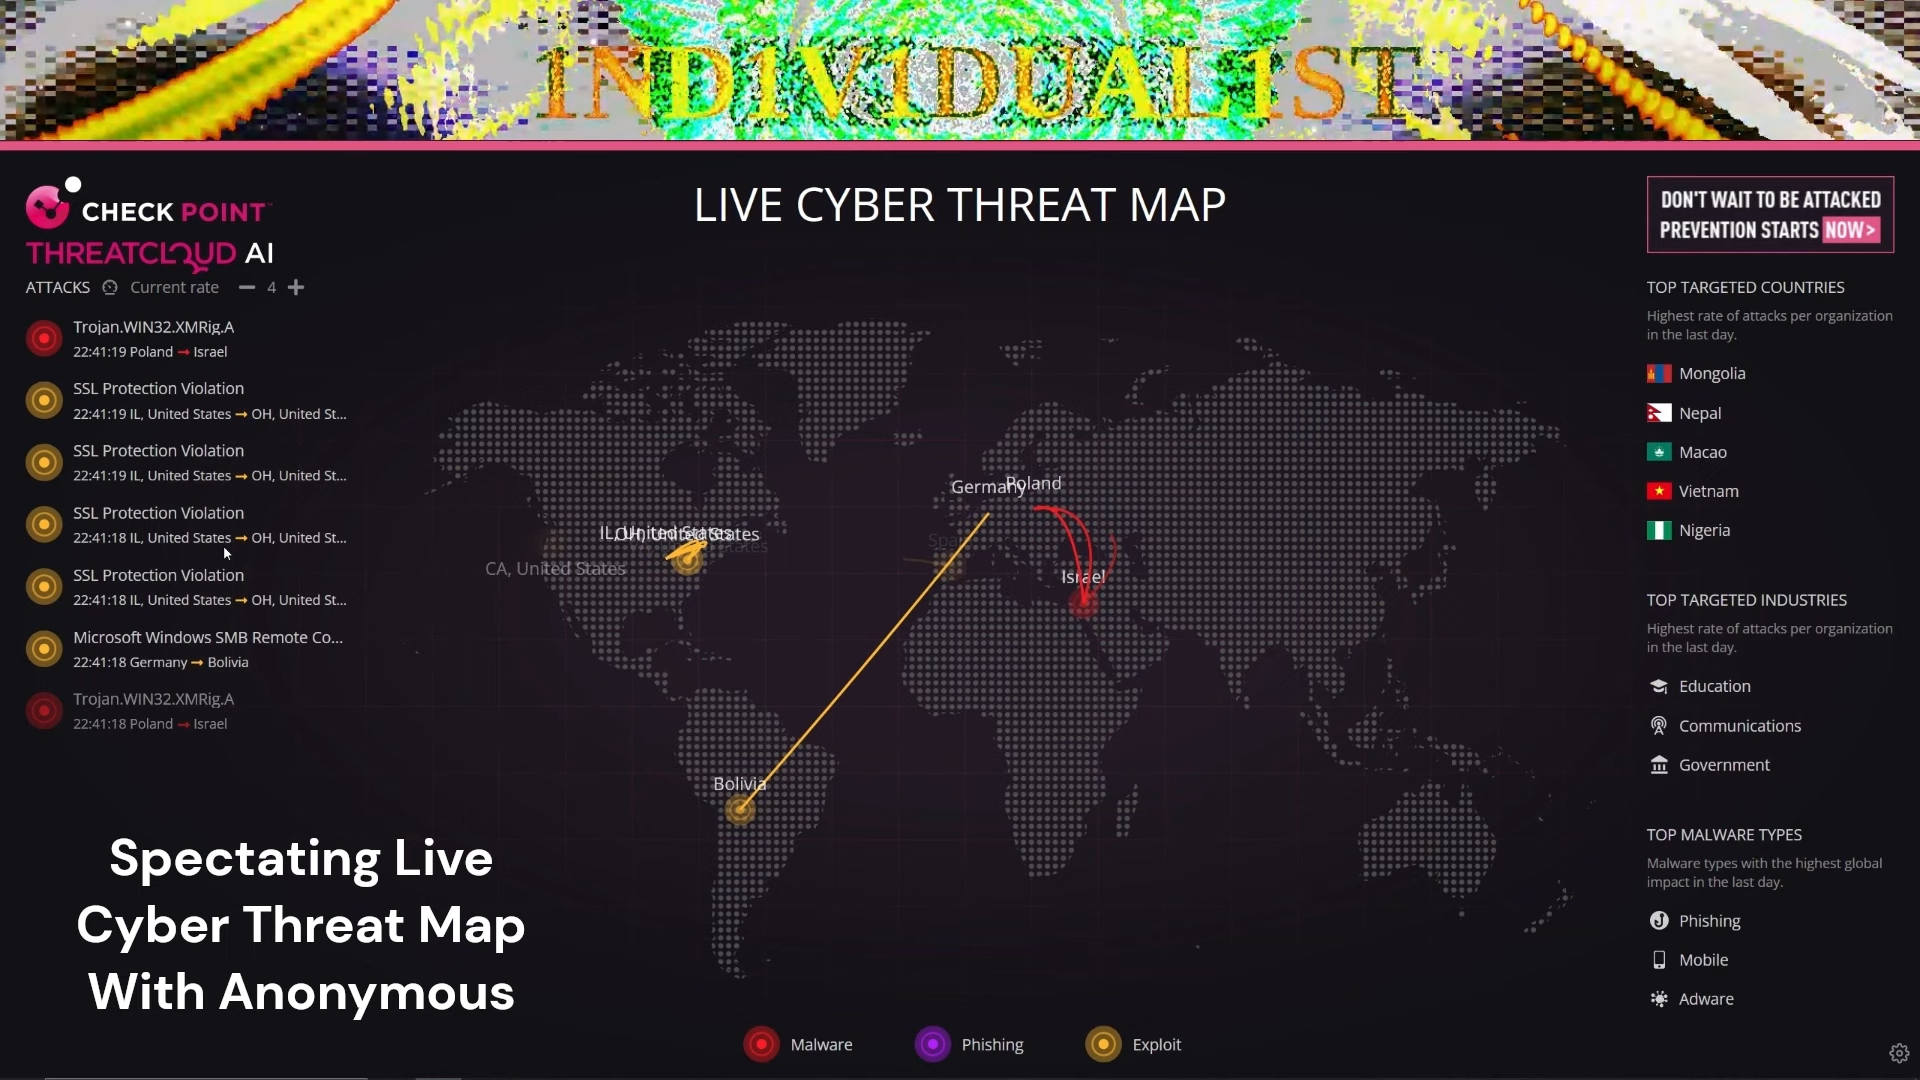 1ND1V1DUAL1ST
CHECK POINT™
THREATCLOUD AI
ATTACKS Current rate − 4 +
Trojan.WIN32.XMRig.A
22:41:19 Poland → Israel
SSL Protection Violation
22:41:19 IL, United States → OH, United St...
SSL Protection Violation
22:41:19 IL, United States → OH, United St...
SSL Protection Violation
22:41:18 IL, United States → OH, United St...
SSL Protection Violation
22:41:18 IL, United States → OH, United St...
Microsoft Windows SMB Remote Co...
22:41:18 Germany → Bolivia
Trojan.WIN32.XMRig.A
22:41:18 Poland → Israel
Spectating Live
Cyber Threat Map
With Anonymous
LIVE CYBER THREAT MAP
Germany
Poland
IL, United States
OH, United States
CA, United States
Israel
Bolivia
Malware
Phishing
Exploit
DON'T WAIT TO BE ATTACKED
PREVENTION STARTS NOW >
TOP TARGETED COUNTRIES
Highest rate of attacks per organization
in the last day.
Mongolia
Nepal
Macao
Vietnam
Nigeria
TOP TARGETED INDUSTRIES
Highest rate of attacks per organization
in the last day.
Education
Communications
Government
TOP MALWARE TYPES
Malware types with the highest global
impact in the last day.
Phishing
Mobile
Adware